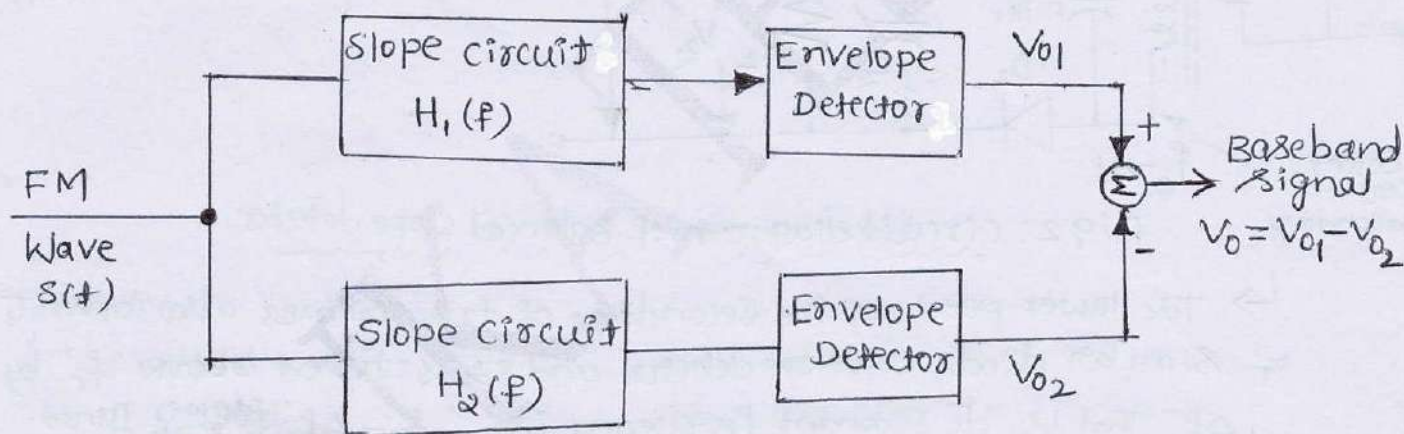 Slope circuit
H₁(f)
Envelope
Detector
V₀₁
+
Σ
Baseband
signal
V₀ = V₀₁ - V₀₂
-
FM
Wave
S(t)
Slope circuit
H₂(f)
Envelope
Detector
V₀₂